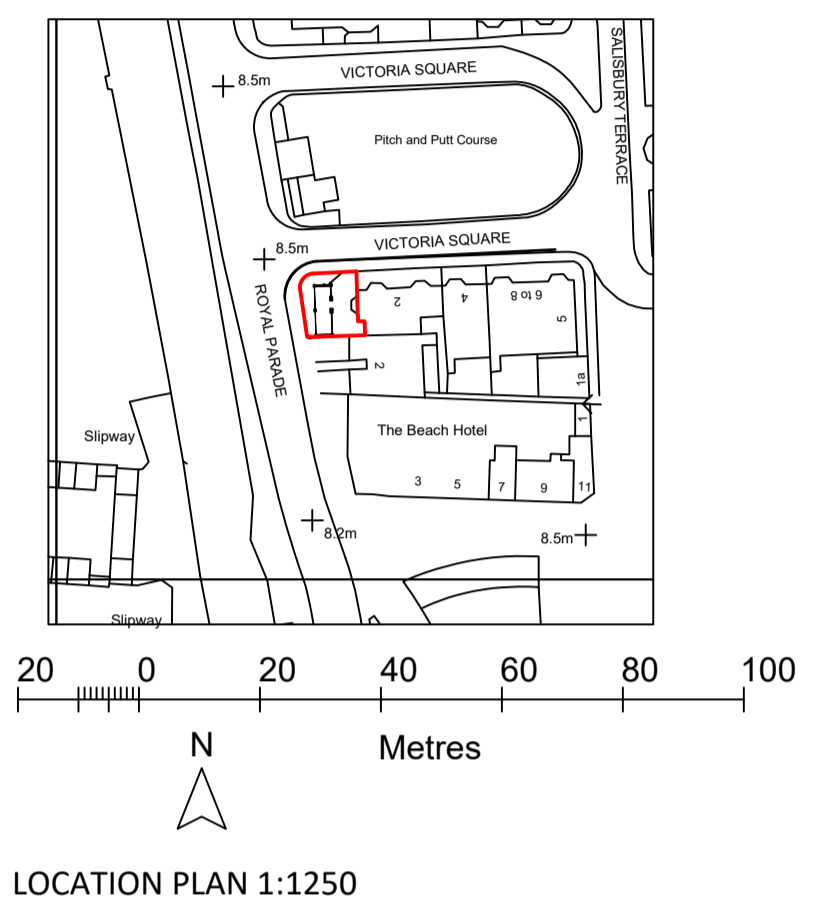 VICTORIA SQUARE
SALISBURY TERRACE
8.5m
Pitch and Putt Course
VICTORIA SQUARE
8.5m
ROYAL PARADE
2
4
6 to 8
5
2
1a
Slipway
The Beach Hotel
1
3
5
7
9
11
8.2m
8.5m
Slipway
20 0 20 40 60 80 100
N
Metres
LOCATION PLAN 1:1250